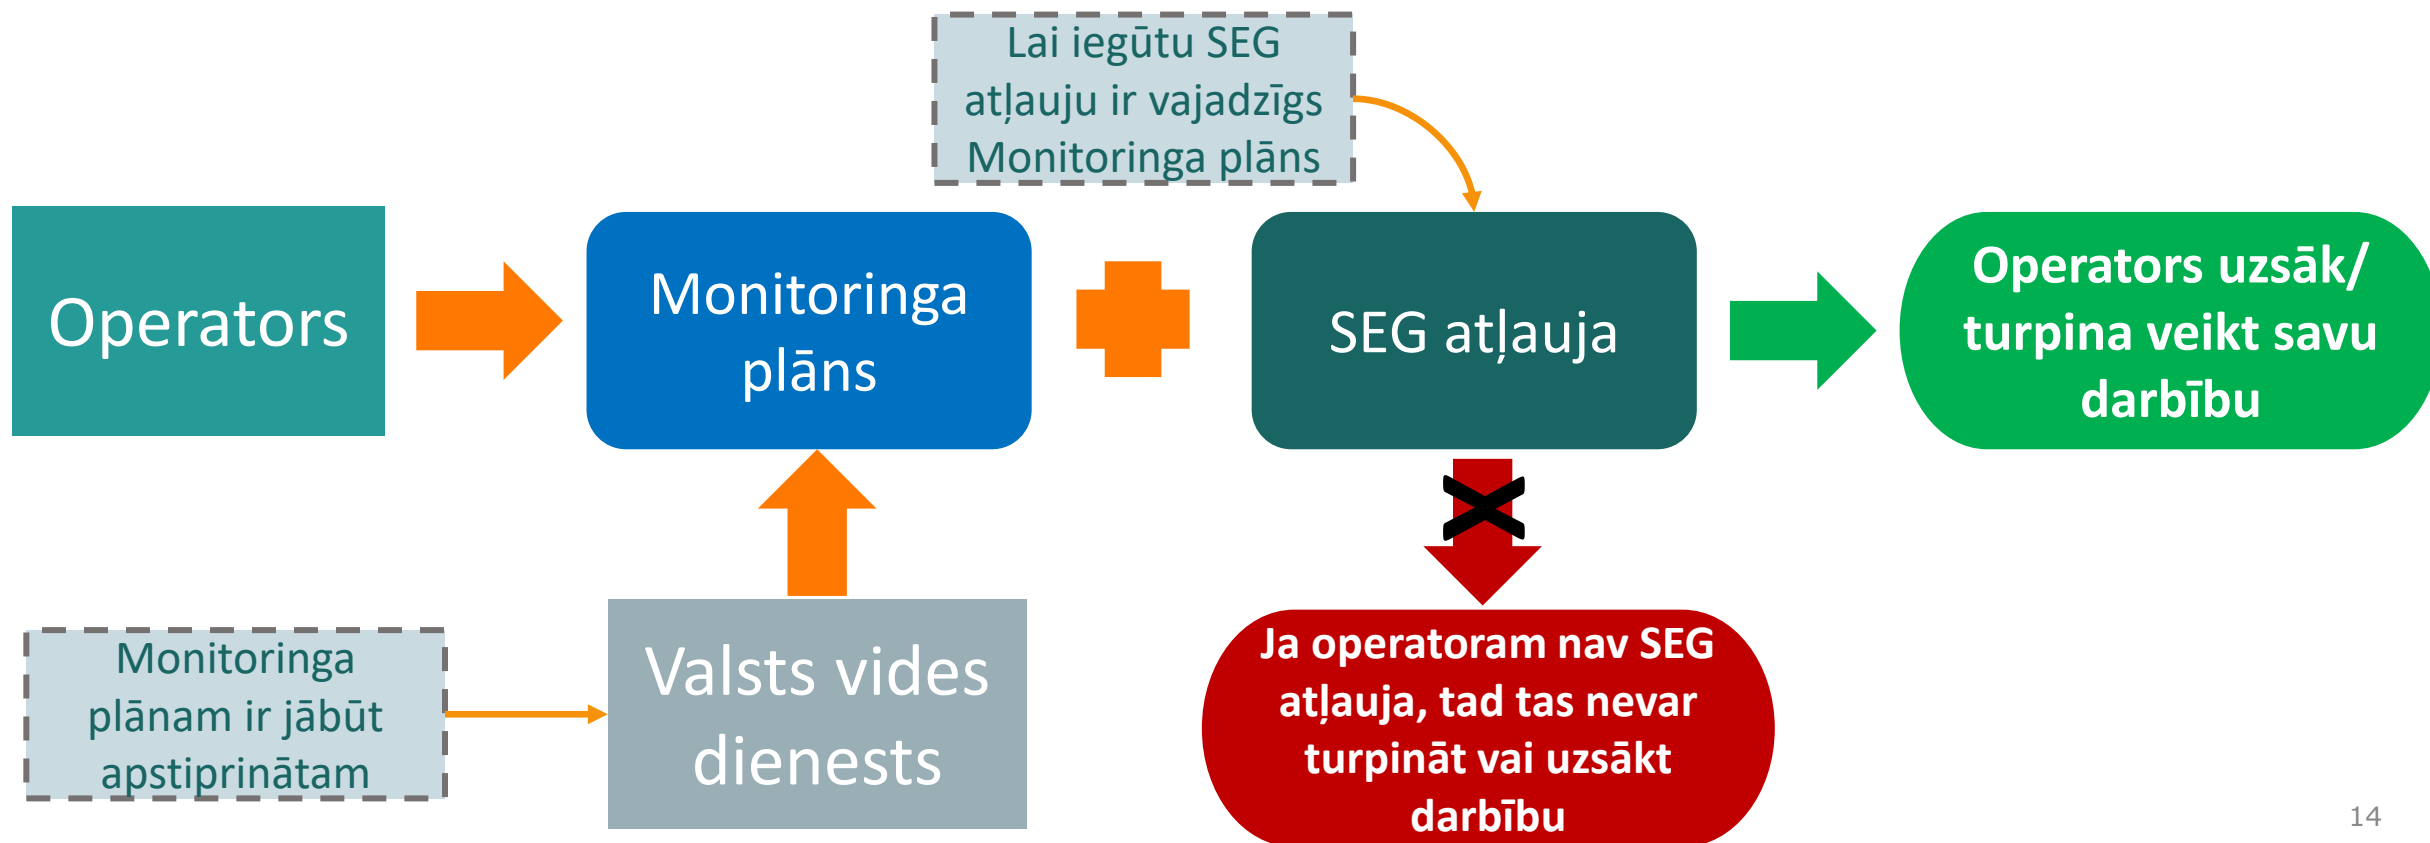 Lai iegūtu SEG
atļauju ir vajadzīgs
Monitoringa plāns
Operators
Monitoringa
plāns
SEG atļauja
Operators uzsāk/
turpina veikt savu
darbību
Monitoringa
plānam ir jābūt
apstiprinātam
Valsts vides
dienests
Ja operatoram nav SEG
atļauja, tad tas nevar
turpināt vai uzsākt
darbību
14